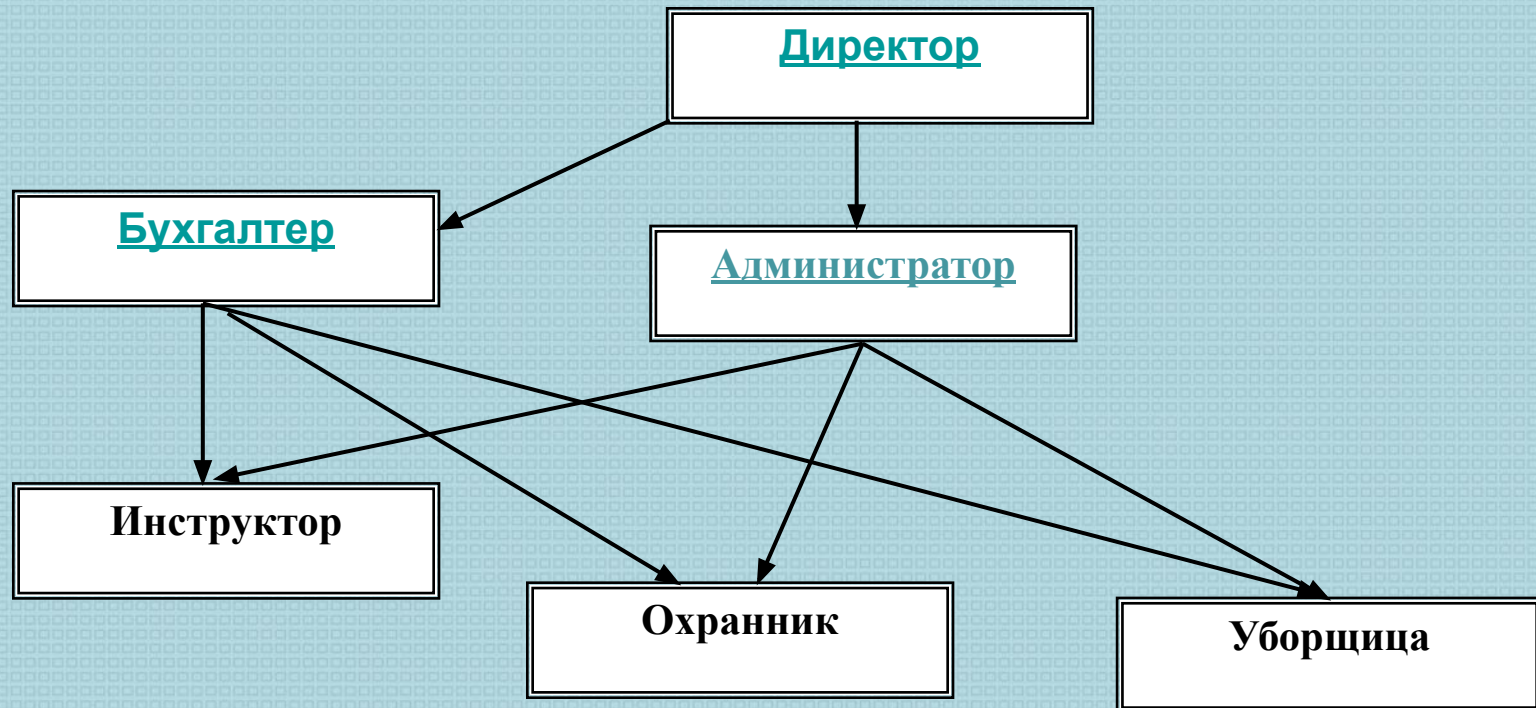 Директор
Бухгалтер
Администратор
Инструктор
Охранник
Уборщица